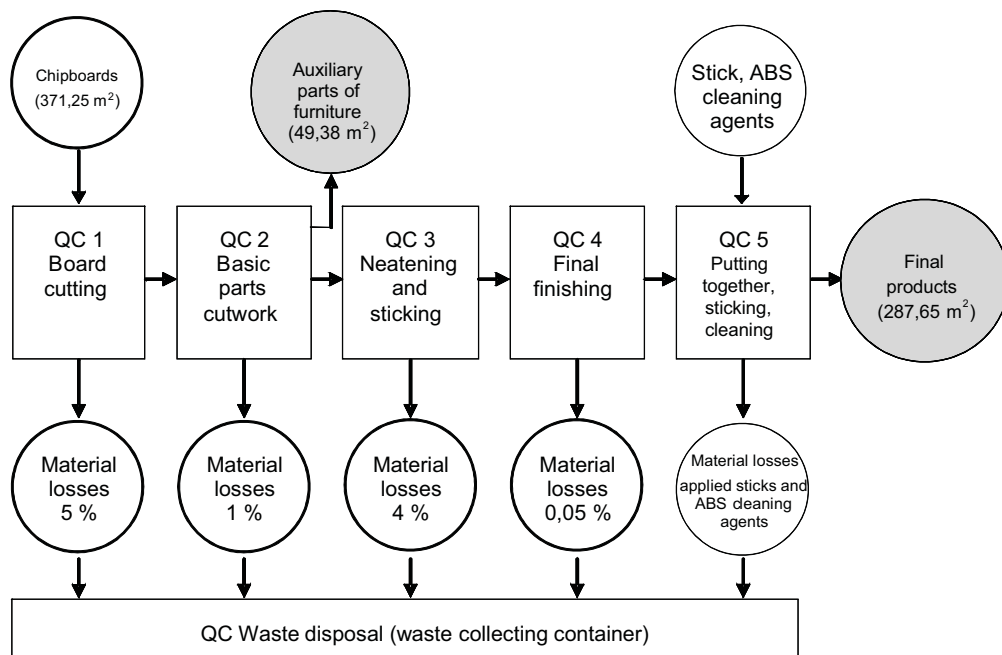 Chipboards
(371,25 m²)
Auxiliary
parts of
furniture
(49,38 m²)
Stick, ABS
cleaning
agents
QC 1
Board
cutting
QC 2
Basic
parts
cutwork
QC 3
Neatening
and
sticking
QC 4
Final
finishing
QC 5
Putting
together,
sticking,
cleaning
Final
products
(287,65 m²)
Material
losses
5 %
Material
losses
1 %
Material
losses
4 %
Material
losses
0,05 %
Material losses
applied sticks and
ABS cleaning
agents
QC Waste disposal (waste collecting container)